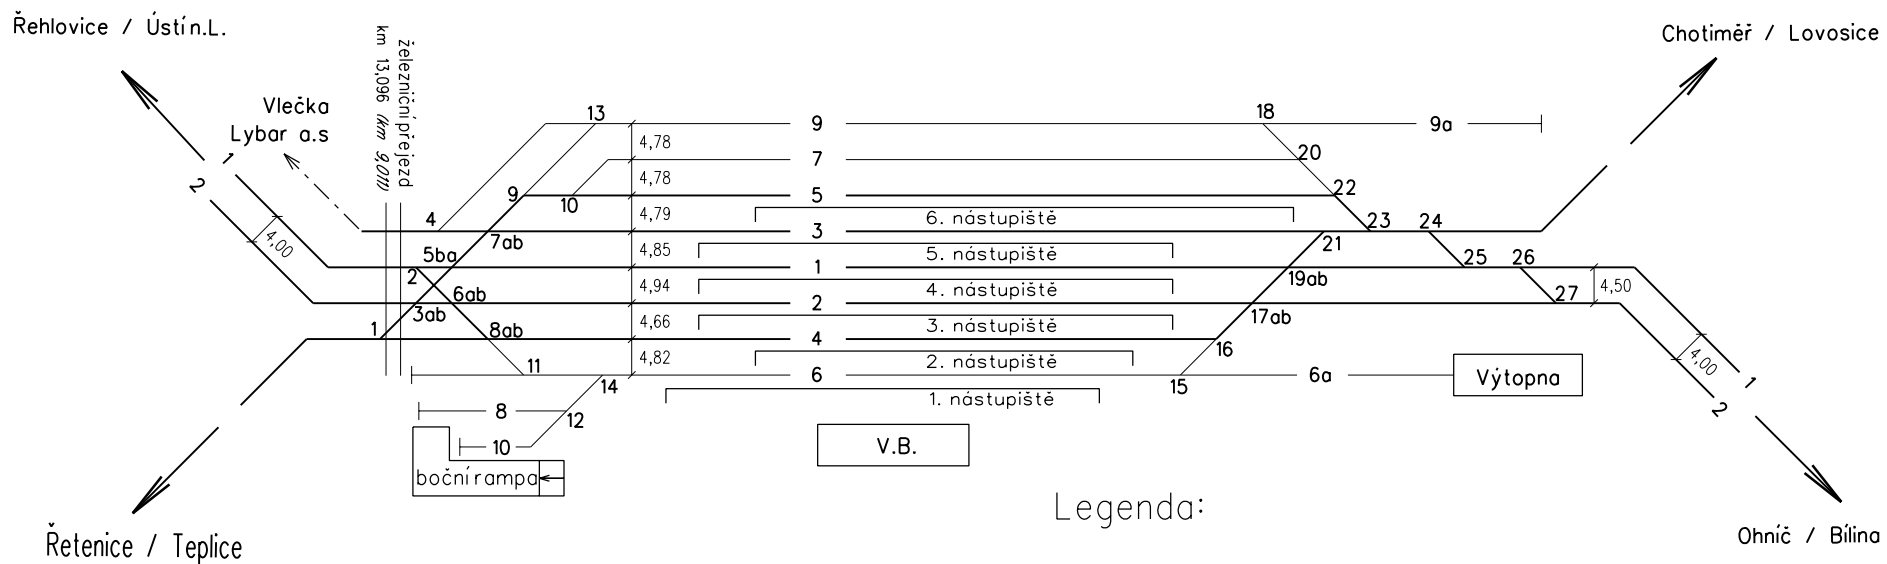 Řehlovice / Ústí n.L.
Chotiměř / Lovosice
km 13,096 (km 9,011)
železniční přejezd
Vlečka
Lybar a.s
13
9
18
9a
4,78
7
20
1
2
4,78
9
10
5
22
4
4,79
6. nástupiště
3
23
24
4,00
7ab
21
5ba
4,85
5. nástupiště
1
25
26
2
19ab
6ab
4,94
4. nástupiště
4,50
2
27
3ab
17ab
1
8ab
4,66
3. nástupiště
4
16
4,82
2. nástupiště
4,00
11
14
6
15
6a
Výtopna
1
2
1. nástupiště
8
12
10
V.B.
boční rampa
Legenda:
Řetenice / Teplice
Ohníč / Bílina